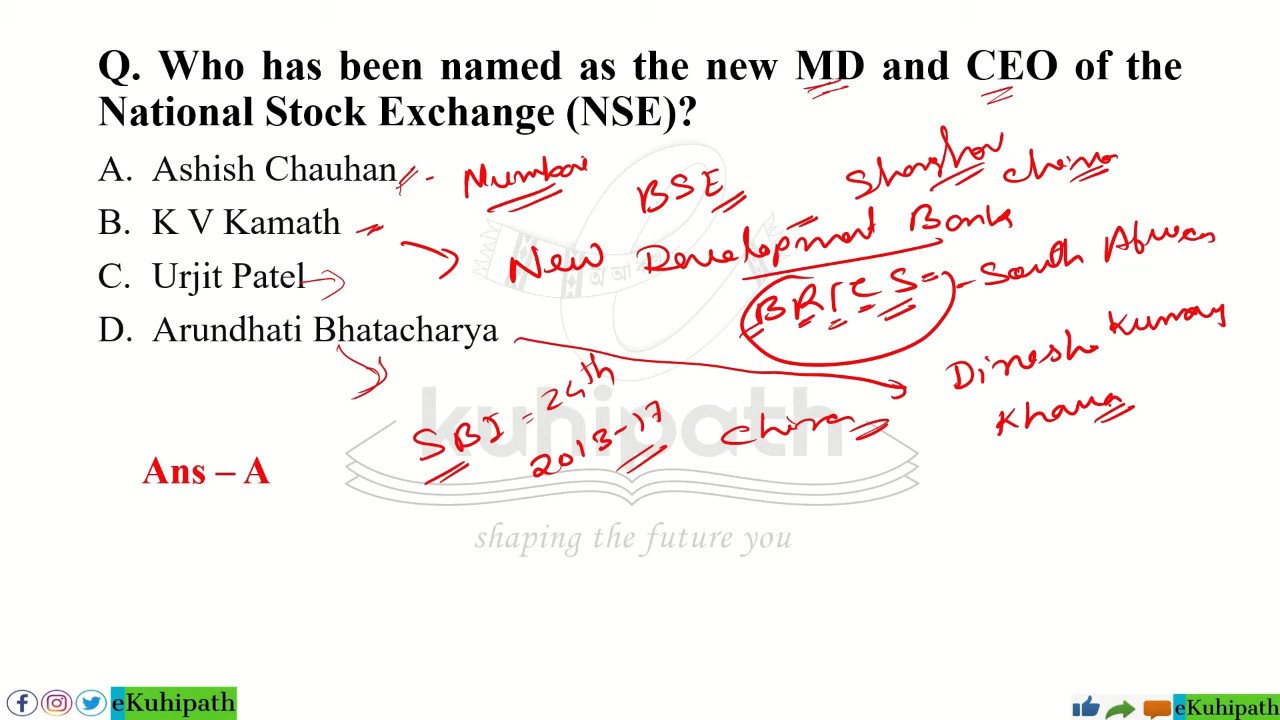 Q. Who has been named as the new MD and CEO of the
National Stock Exchange (NSE)?
A. Ashish Chauhan
Mumbai
BSE
Shanghai
China
B. K V Kamath
New Development Bank
C. Urjit Patel
BRICS=
South Africa
D. Arundhati Bhatacharya
Dinesh Kumar
Khara
SBI = 24th
2013-17
China
kuhipath
Ans – A
shaping the future you
eKuhipath
eKuhipath